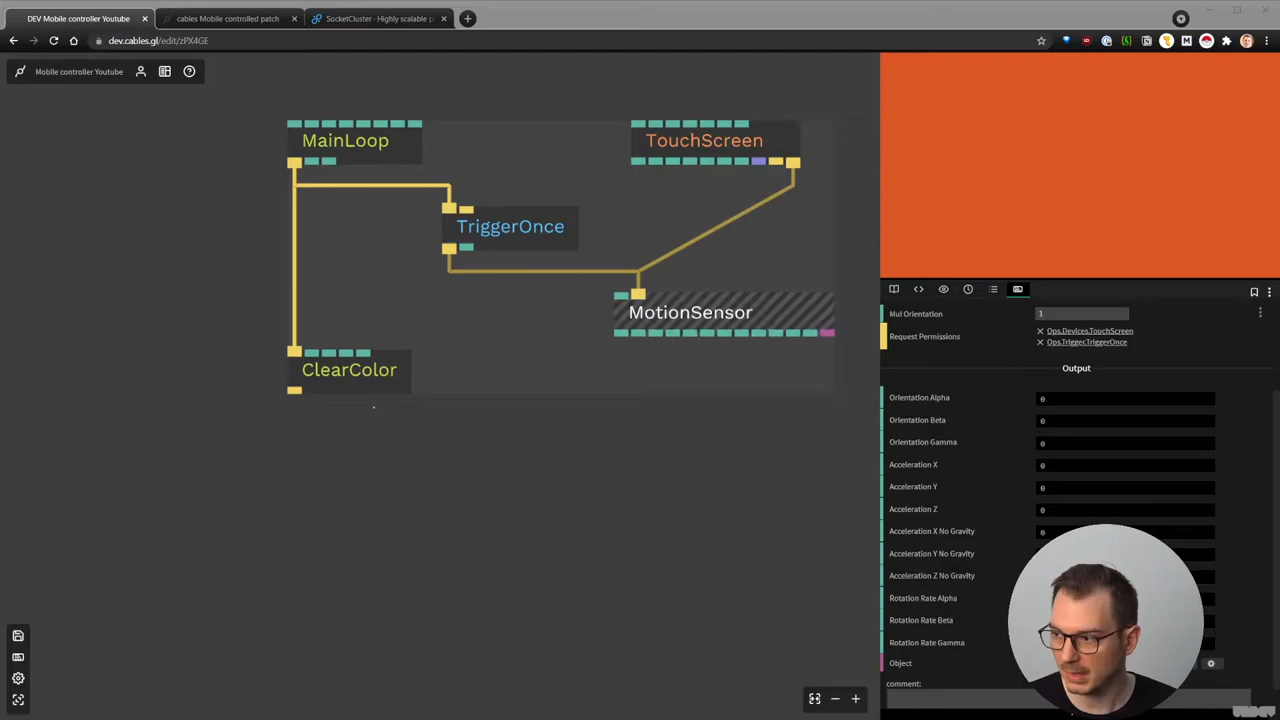 DEV Mobile controller Youtube
cables Mobile controlled patch
SocketCluster · Highly scalable p
dev.cables.gl/edit/zPX4GE
Mobile controller Youtube
MainLoop
TouchScreen
TriggerOnce
MotionSensor
ClearColor
Mul Orientation
1
Request Permissions
Ops.Devices.TouchScreen
Ops.Trigger.TriggerOnce
Output
Orientation Alpha
0
Orientation Beta
0
Orientation Gamma
0
Acceleration X
0
Acceleration Y
0
Acceleration Z
0
Acceleration X No Gravity
0
Acceleration Y No Gravity
Acceleration Z No Gravity
Rotation Rate Alpha
Rotation Rate Beta
Rotation Rate Gamma
Object
comment: